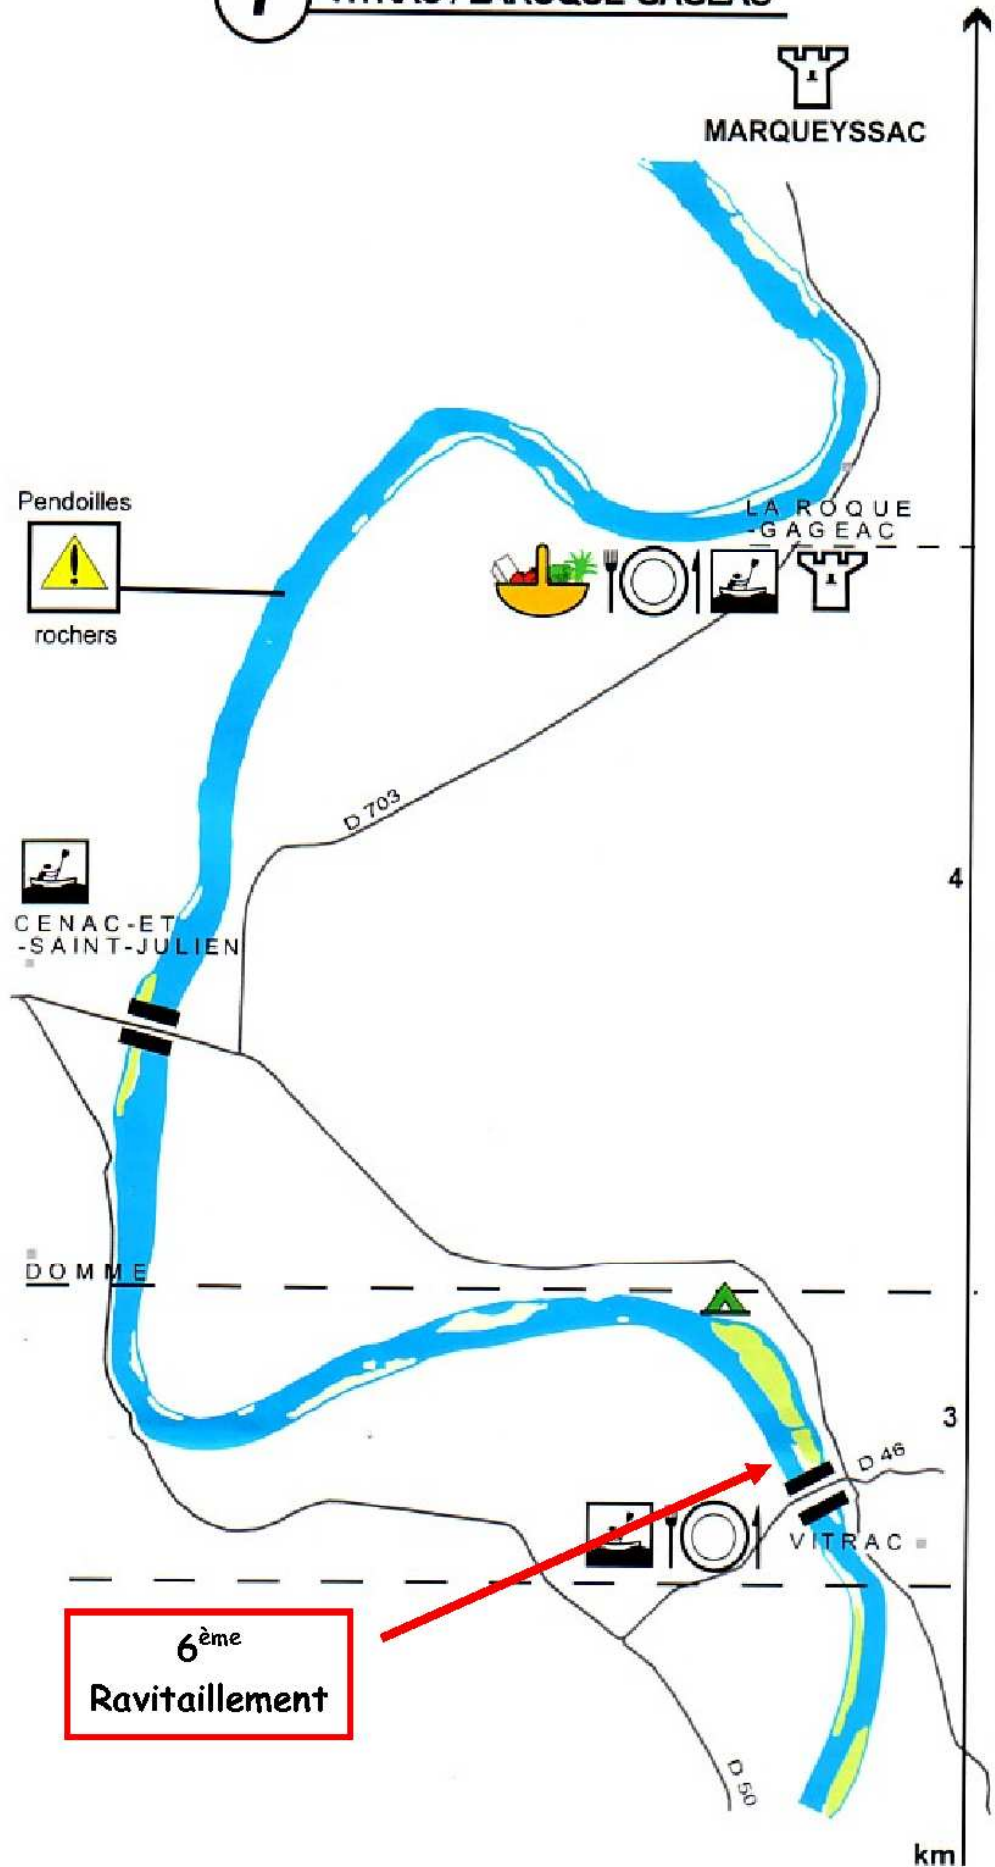 MARQUEYSSAC
Pendoilles
rochers
LA ROQUE
-GAGEAC
D 703
4
CENAC-ET
-SAINT-JULIEN
DOMME
3
D 46
VITRAC
6ème
Ravitaillement
D 50
km